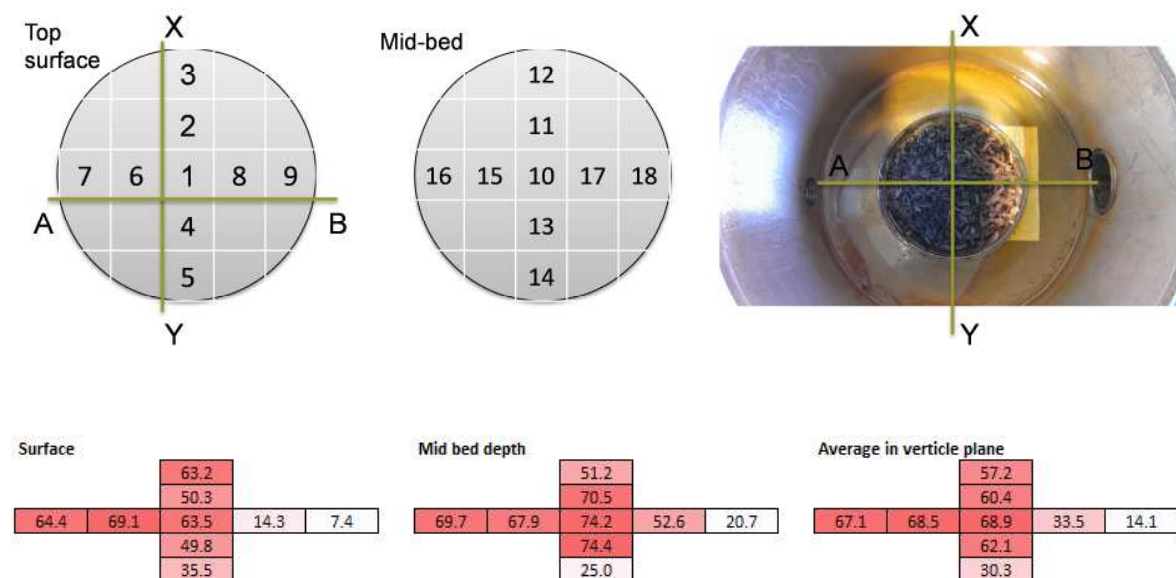 Top surface
X
3
2
7 6 1 8 9
A
B
4
5
Y
Mid-bed
12
11
16 15 10 17 18
13
14
X
A
B
Y
Surface
63.2
50.3
64.4 69.1 63.5 14.3 7.4
49.8
35.5
Mid bed depth
51.2
70.5
69.7 67.9 74.2 52.6 20.7
74.4
25.0
Average in verticle plane
57.2
60.4
67.1 68.5 68.9 33.5 14.1
62.1
30.3